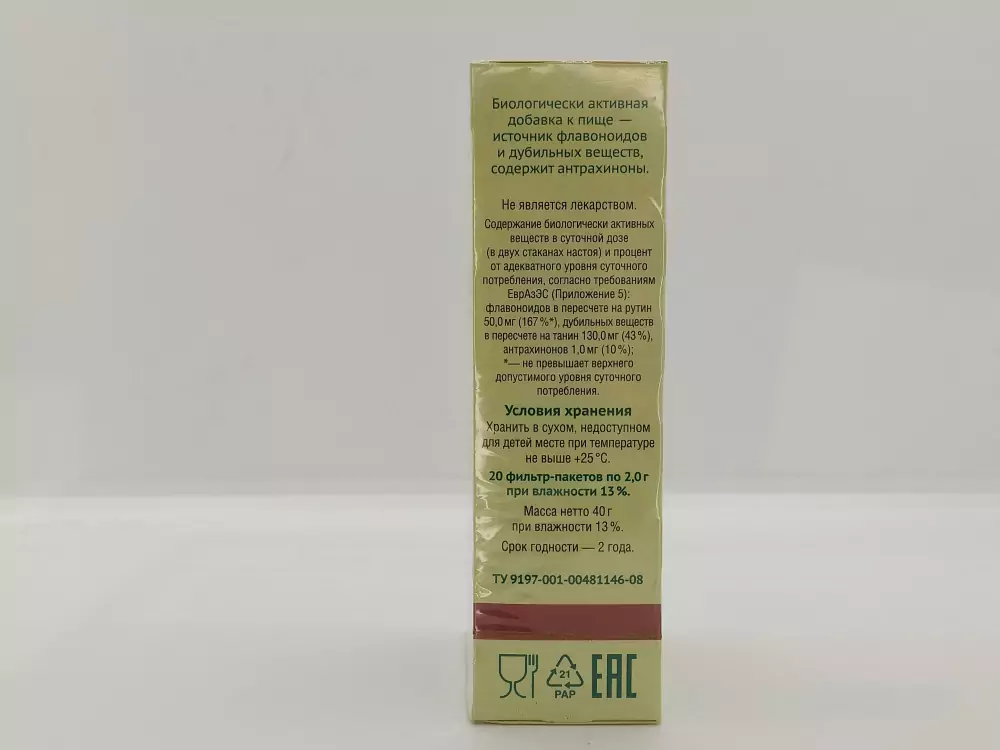 Биологически активная
добавка к пище —
источник флавоноидов
и дубильных веществ,
содержит антрахиноны.
Не является лекарством.
Содержание биологически активных
веществ в суточной дозе
(в двух стаканах настоя) и процент
от адекватного уровня суточного
потребления, согласно требованиям
ЕврАзЭС (Приложение 5):
флавоноидов в пересчете на рутин
50,0 мг (167 %*), дубильных веществ
в пересчете на танин 130,0 мг (43 %),
антрахинонов 1,0 мг (10 %);
*— не превышает верхнего
допустимого уровня суточного
потребления.
Условия хранения
Хранить в сухом, недоступном
для детей месте при температуре
не выше +25 °С.
20 фильтр-пакетов по 2,0 г
при влажности 13 %.
Масса нетто 40 г
при влажности 13 %.
Срок годности — 2 года.
ТУ 9197-001-00481146-08
21
PAP
EAC